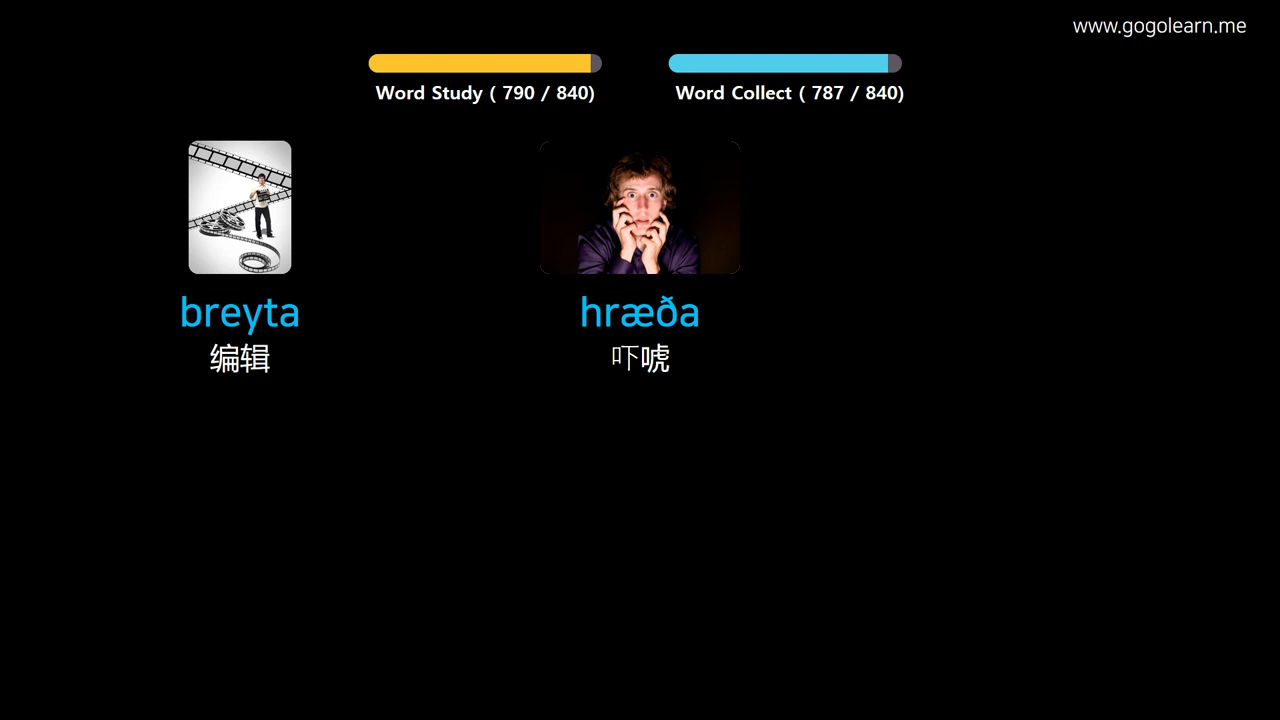 www.gogolearn.me
Word Study ( 790 / 840)
Word Collect ( 787 / 840)
breyta
编辑
hræða
吓唬